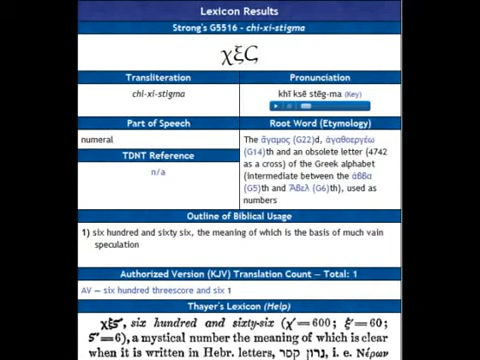 Lexicon Results
Strong's G5516 - chi-xi-stigma
χξϚ
Transliteration
Pronunciation
chi-xi-stigma
khī ksē stēg-ma (Key)
Part of Speech
Root Word (Etymology)
numeral
The ἄγαμος (G22)d, ἀγαθοεργέω
(G14)th and an obsolete letter (4742
as a cross) of the Greek alphabet
(intermediate between the ἀββα
(G5)th and Ἄβελ (G6)th), used as
numbers
TDNT Reference
n/a
Outline of Biblical Usage
1) six hundred and sixty six, the meaning of which is the basis of much vain
speculation
Authorized Version (KJV) Translation Count — Total: 1
AV — six hundred threescore and six 1
Thayer's Lexicon (Help)
χξϚ´, six hundred and sixty-six (χ´=600; ξ´=60;
Ϛ´=6), a mystical number the meaning of which is clear
when it is written in Hebr. letters, נרון קסר, i. e. Νέρων